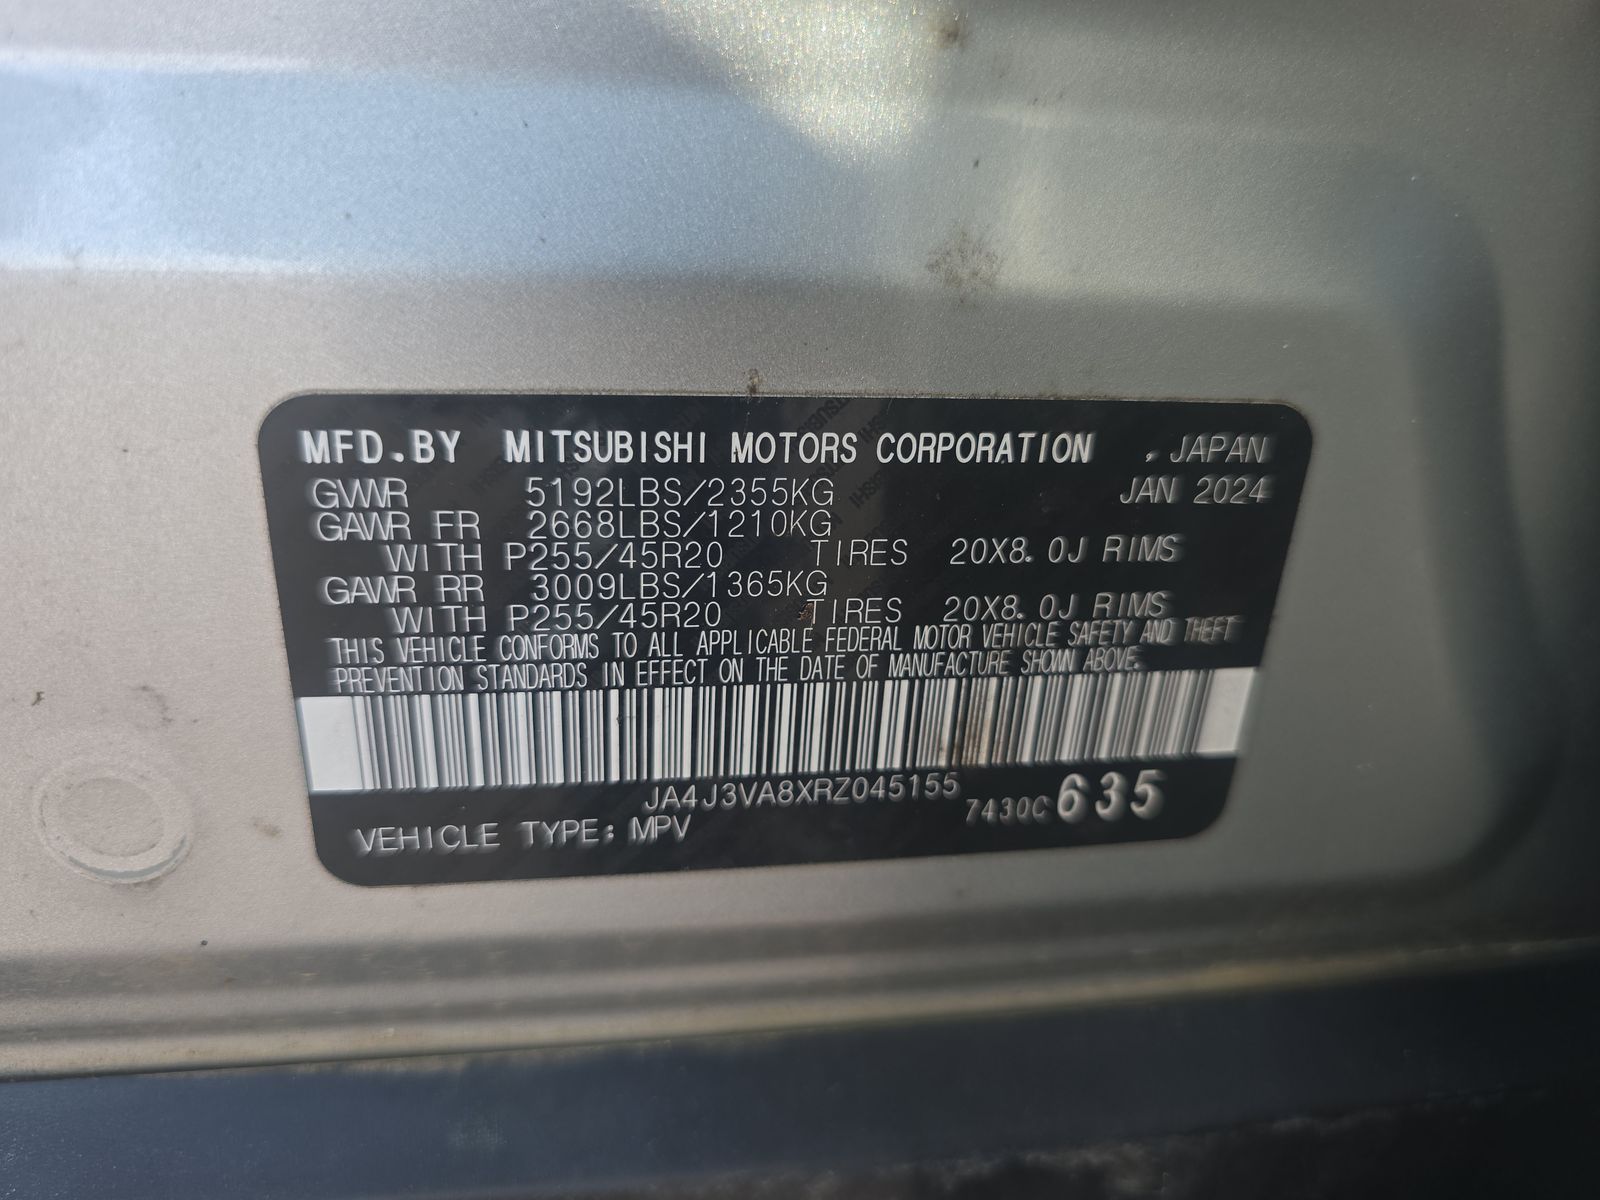 MFD.BY MITSUBISHI MOTORS CORPORATION , JAPAN
GVWR 5192LBS/2355KG JAN 2024
GAWR FR 2668LBS/1210KG
WITH P255/45R20 TIRES 20X8.0J RIMS
GAWR RR 3009LBS/1365KG
WITH P255/45R20 TIRES 20X8.0J RIMS
THIS VEHICLE CONFORMS TO ALL APPLICABLE FEDERAL MOTOR VEHICLE SAFETY AND THEFT
PREVENTION STANDARDS IN EFFECT ON THE DATE OF MANUFACTURE SHOWN ABOVE.
JA4J3VA8XRZ045155
7430C 635
VEHICLE TYPE: MPV